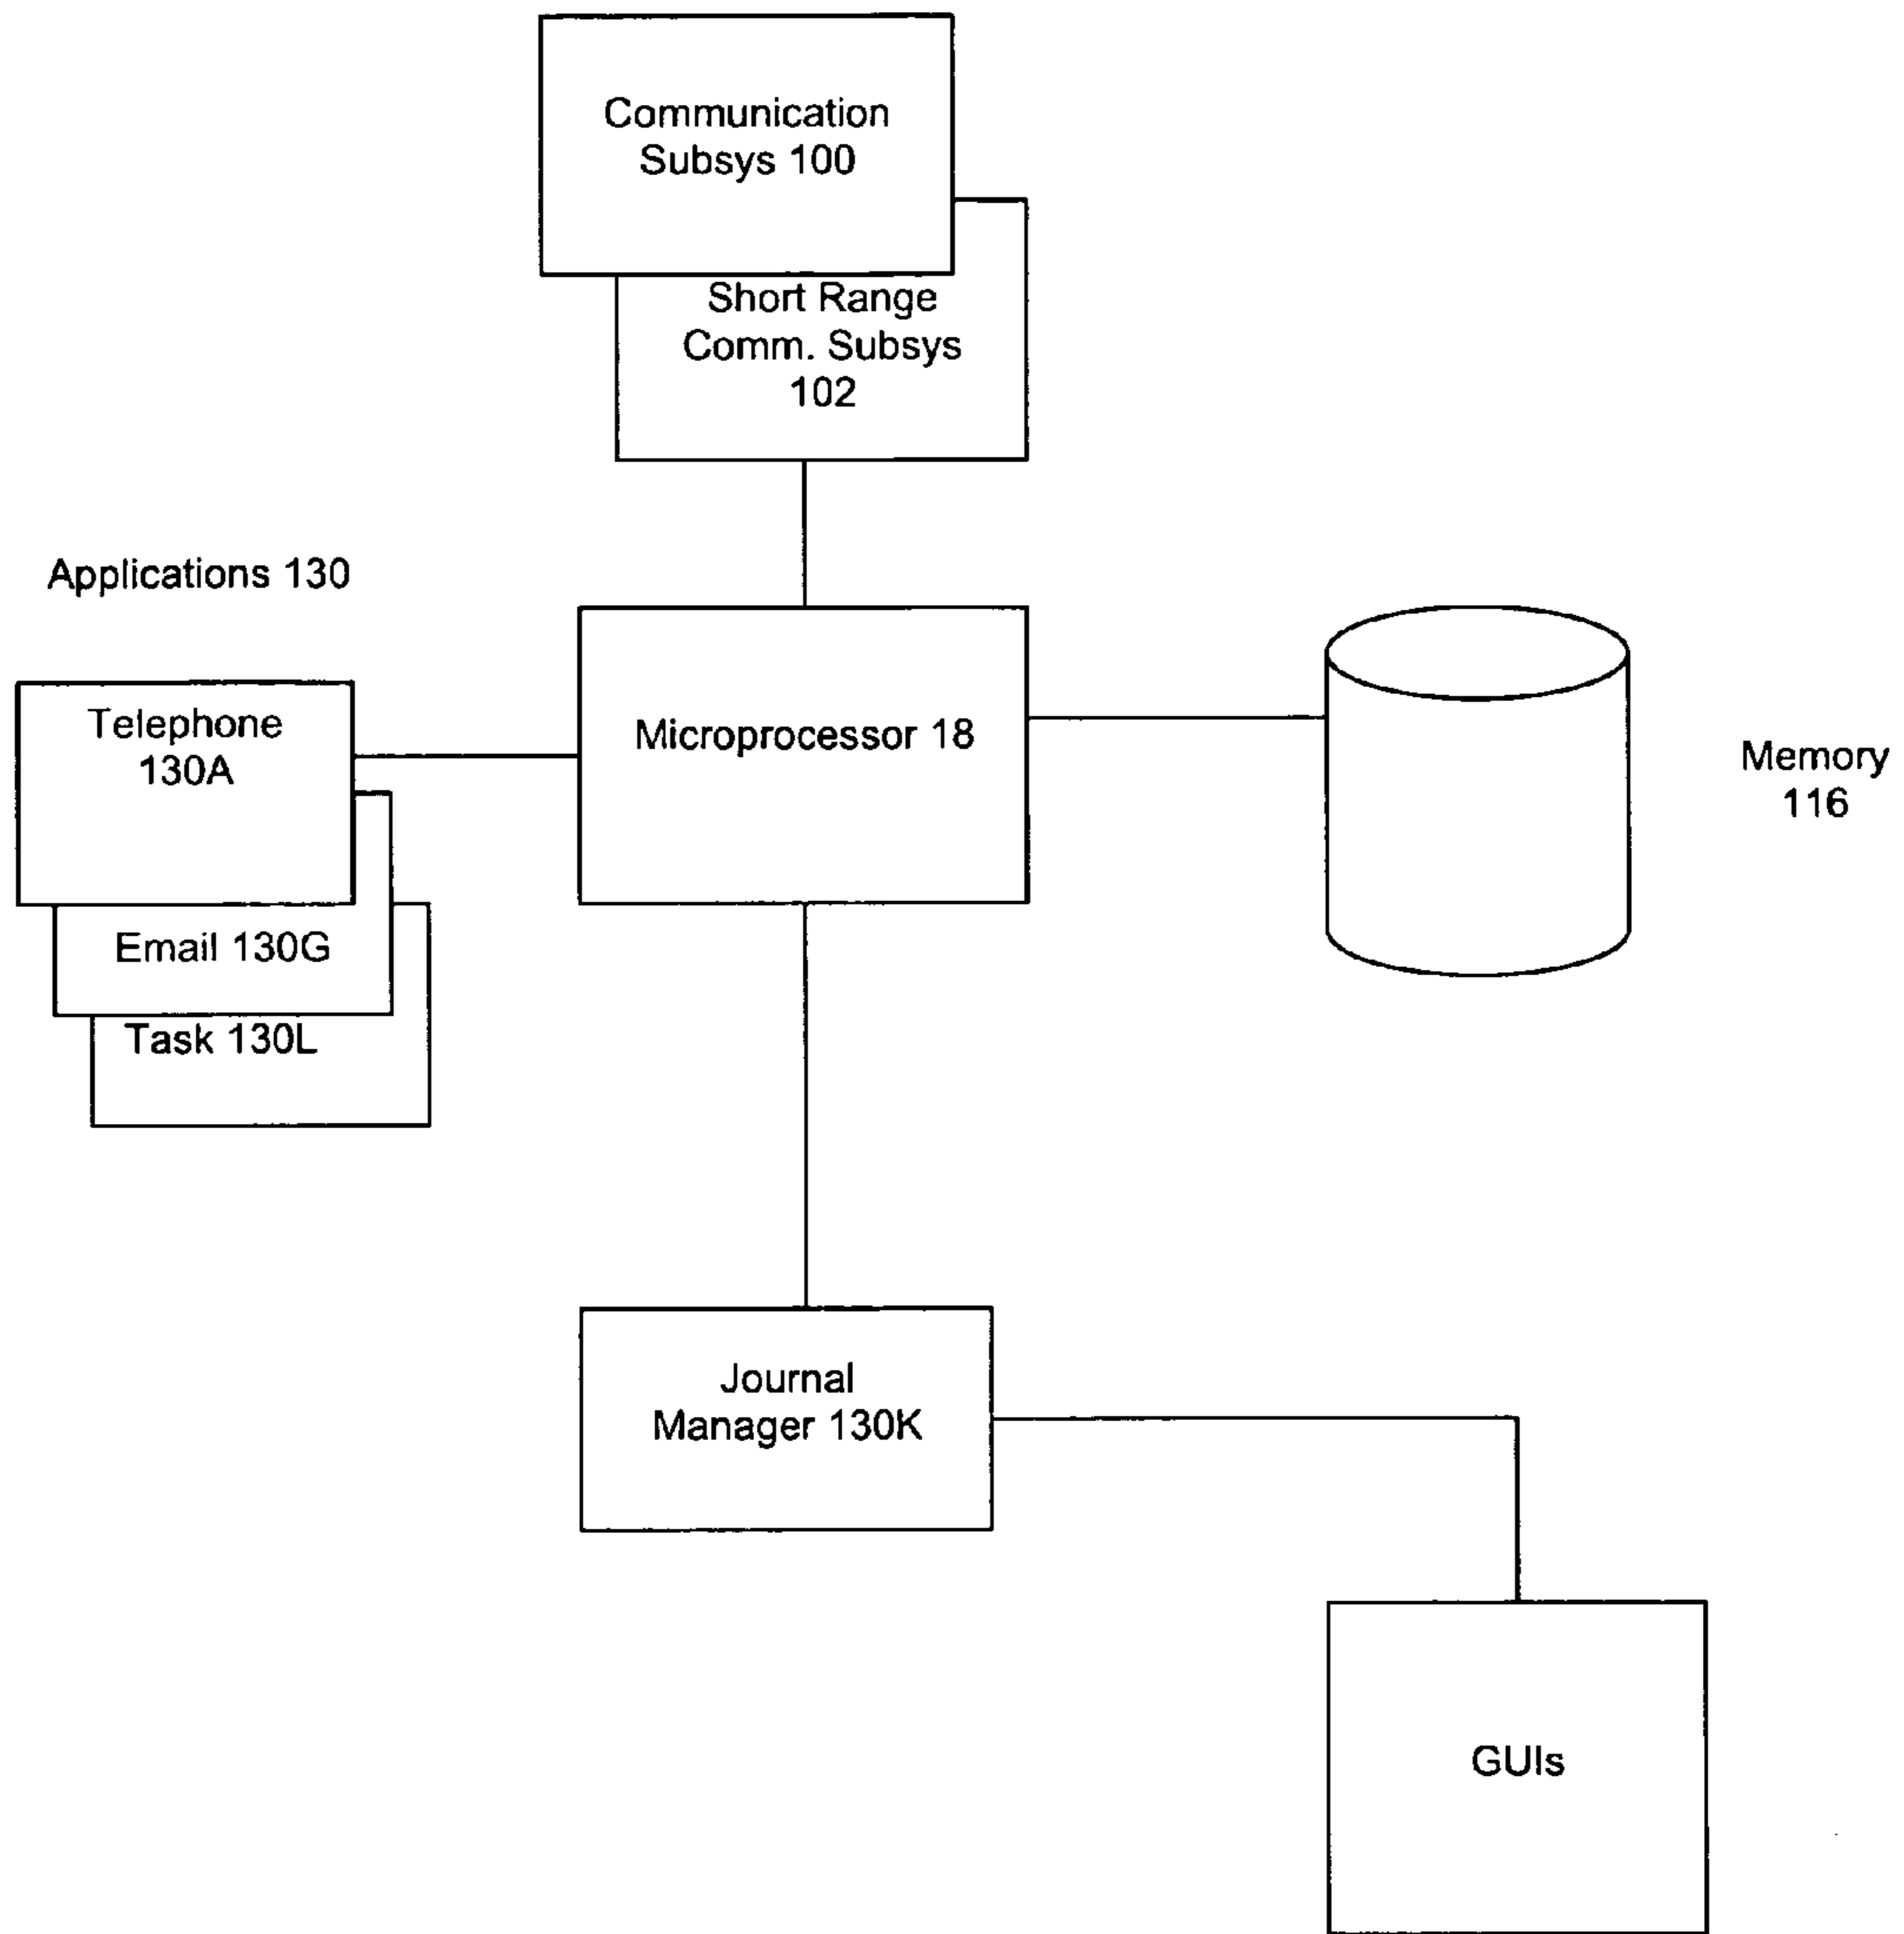 Communication
Subsys 100
Short Range
Comm. Subsys
102
Applications 130
Telephone
130A
Microprocessor 18
Memory
116
Email 130G
Task 130L
Journal
Manager 130K
GUIs